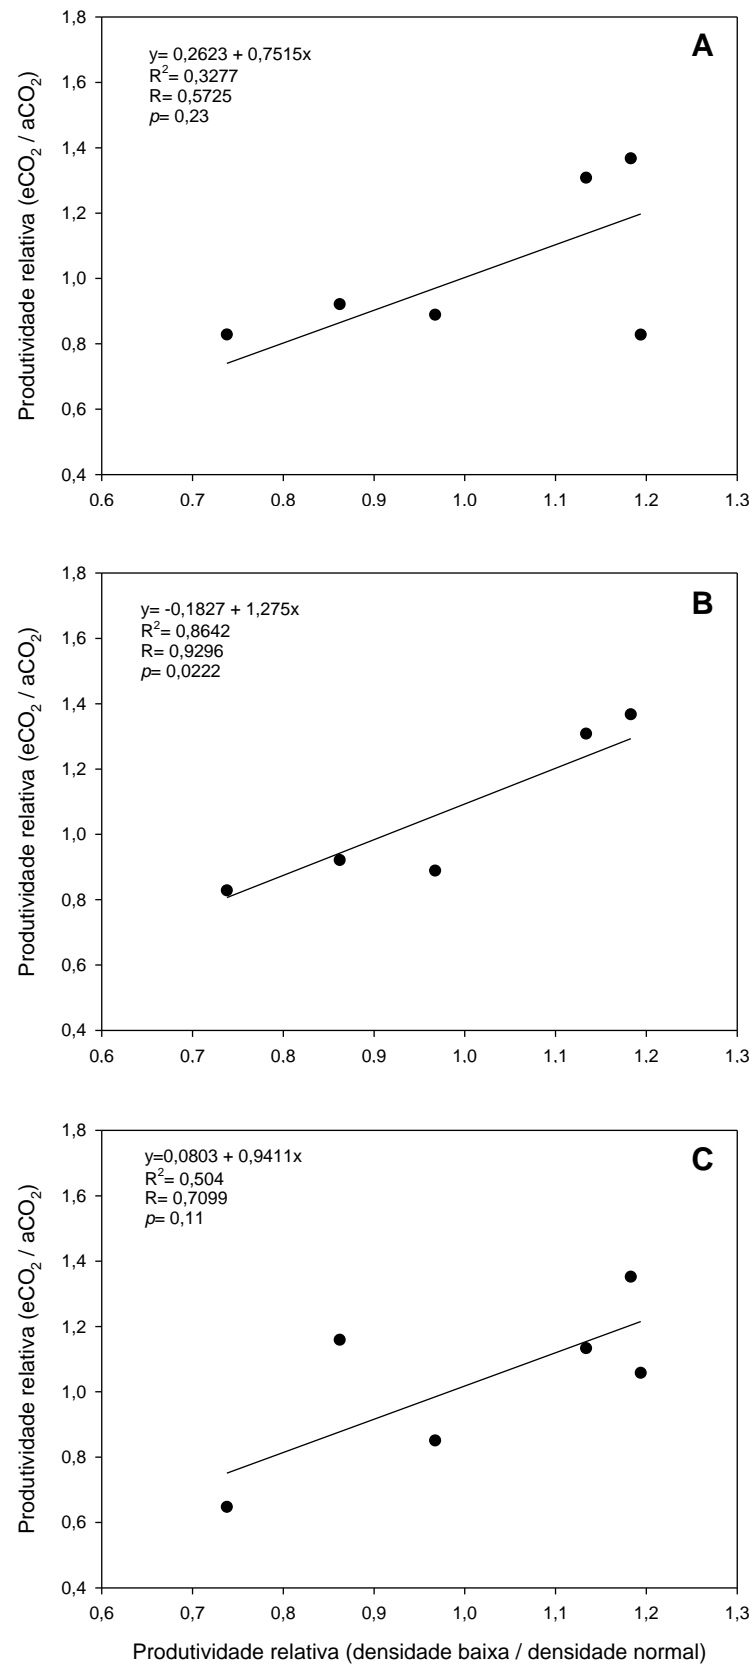 A
y= 0,2623 + 0,7515x
R²= 0,3277
R= 0,5725
p= 0,23
Produtividade relativa (eCO₂ / aCO₂)
1,8
1,6
1,4
1,2
1,0
0,8
0,6
0,4
0.6 0.7 0.8 0.9 1.0 1.1 1.2 1.3
B
y= -0,1827 + 1,275x
R²= 0,8642
R= 0,9296
p= 0,0222
Produtividade relativa (eCO₂ / aCO₂)
1,8
1,6
1,4
1,2
1,0
0,8
0,6
0,4
0,6 0,7 0,8 0,9 1,0 1,1 1,2 1,3
C
y=0,0803 + 0,9411x
R²= 0,504
R= 0,7099
p= 0,11
Produtividade relativa (eCO₂ / aCO₂)
1,8
1,6
1,4
1,2
1,0
0,8
0,6
0,4
0,6 0,7 0,8 0,9 1,0 1,1 1,2 1,3
Produtividade relativa (densidade baixa / densidade normal)